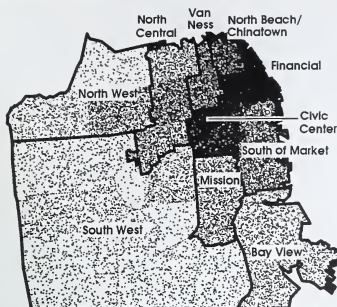 North
Central
Van
Ness
North Beach/
Chinatown
Financial
North West
Civic
Center
South of Market
Mission
South West
Bay View